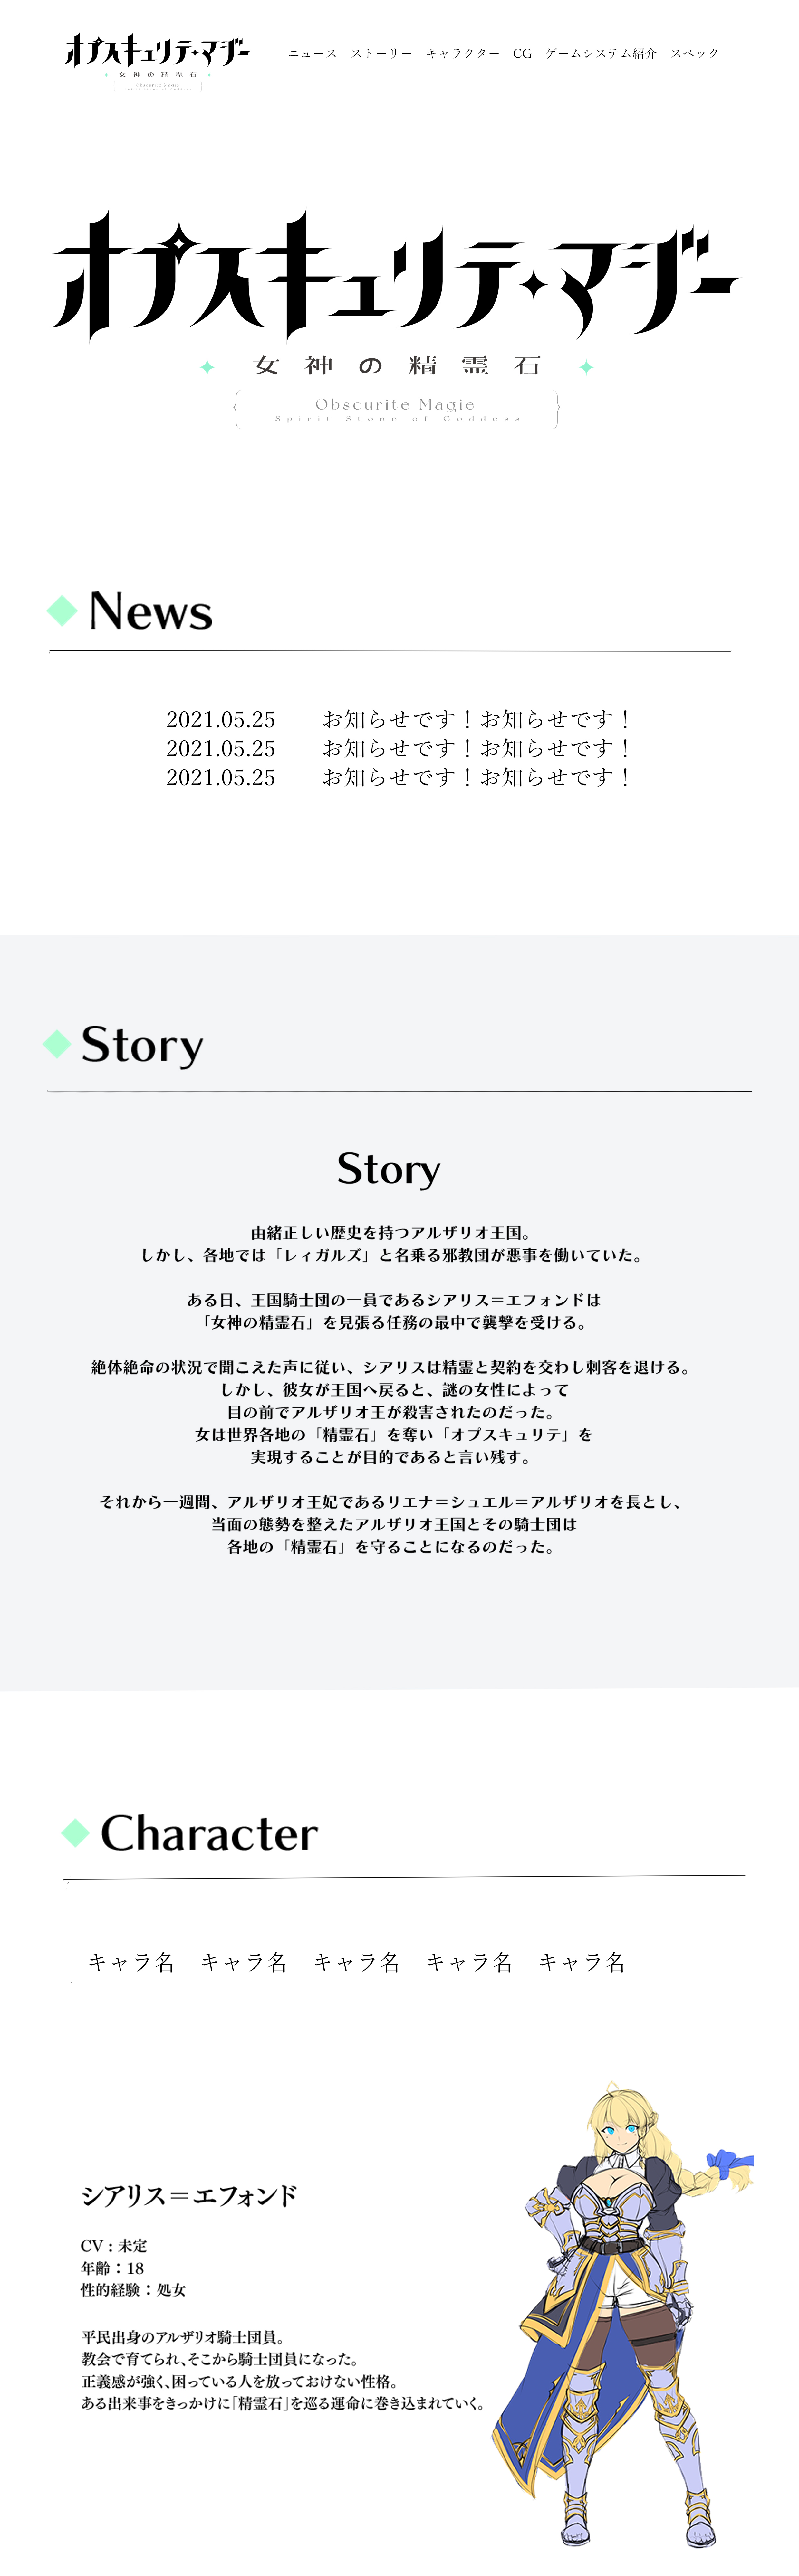 オプスキュリテ・マジー
女神の精霊石
Obscurite Magie
ニュース ストーリー キャラクター CG ゲームシステム紹介 スペック
オプスキュリテ・マジー
女神の精霊石
Obscurite Magie
Spirit Stone of Goddess
News
2021.05.25 お知らせです！お知らせです！
2021.05.25 お知らせです！お知らせです！
2021.05.25 お知らせです！お知らせです！
Story
Story
由緒正しい歴史を持つアルザリオ王国。
しかし、各地では「レィガルズ」と名乗る邪教団が悪事を働いていた。
ある日、王国騎士団の一員であるシアリス＝エフォンドは
「女神の精霊石」を見張る任務の最中で襲撃を受ける。
絶体絶命の状況で聞こえた声に従い、シアリスは精霊と契約を交わし刺客を退ける。
しかし、彼女が王国へ戻ると、謎の女性によって
目の前でアルザリオ王が殺害されたのだった。
女は世界各地の「精霊石」を奪い「オプスキュリテ」を
実現することが目的であると言い残す。
それから一週間、アルザリオ王妃であるリエナ＝シュエル＝アルザリオを長とし、
当面の態勢を整えたアルザリオ王国とその騎士団は
各地の「精霊石」を守ることになるのだった。
Character
キャラ名 キャラ名 キャラ名 キャラ名 キャラ名
シアリス＝エフォンド
CV：未定
年齢：18
性的経験：処女
平民出身のアルザリオ騎士団員。
教会で育てられ、そこから騎士団員になった。
正義感が強く、困っている人を放っておけない性格。
ある出来事をきっかけに「精霊石」を巡る運命に巻き込まれていく。